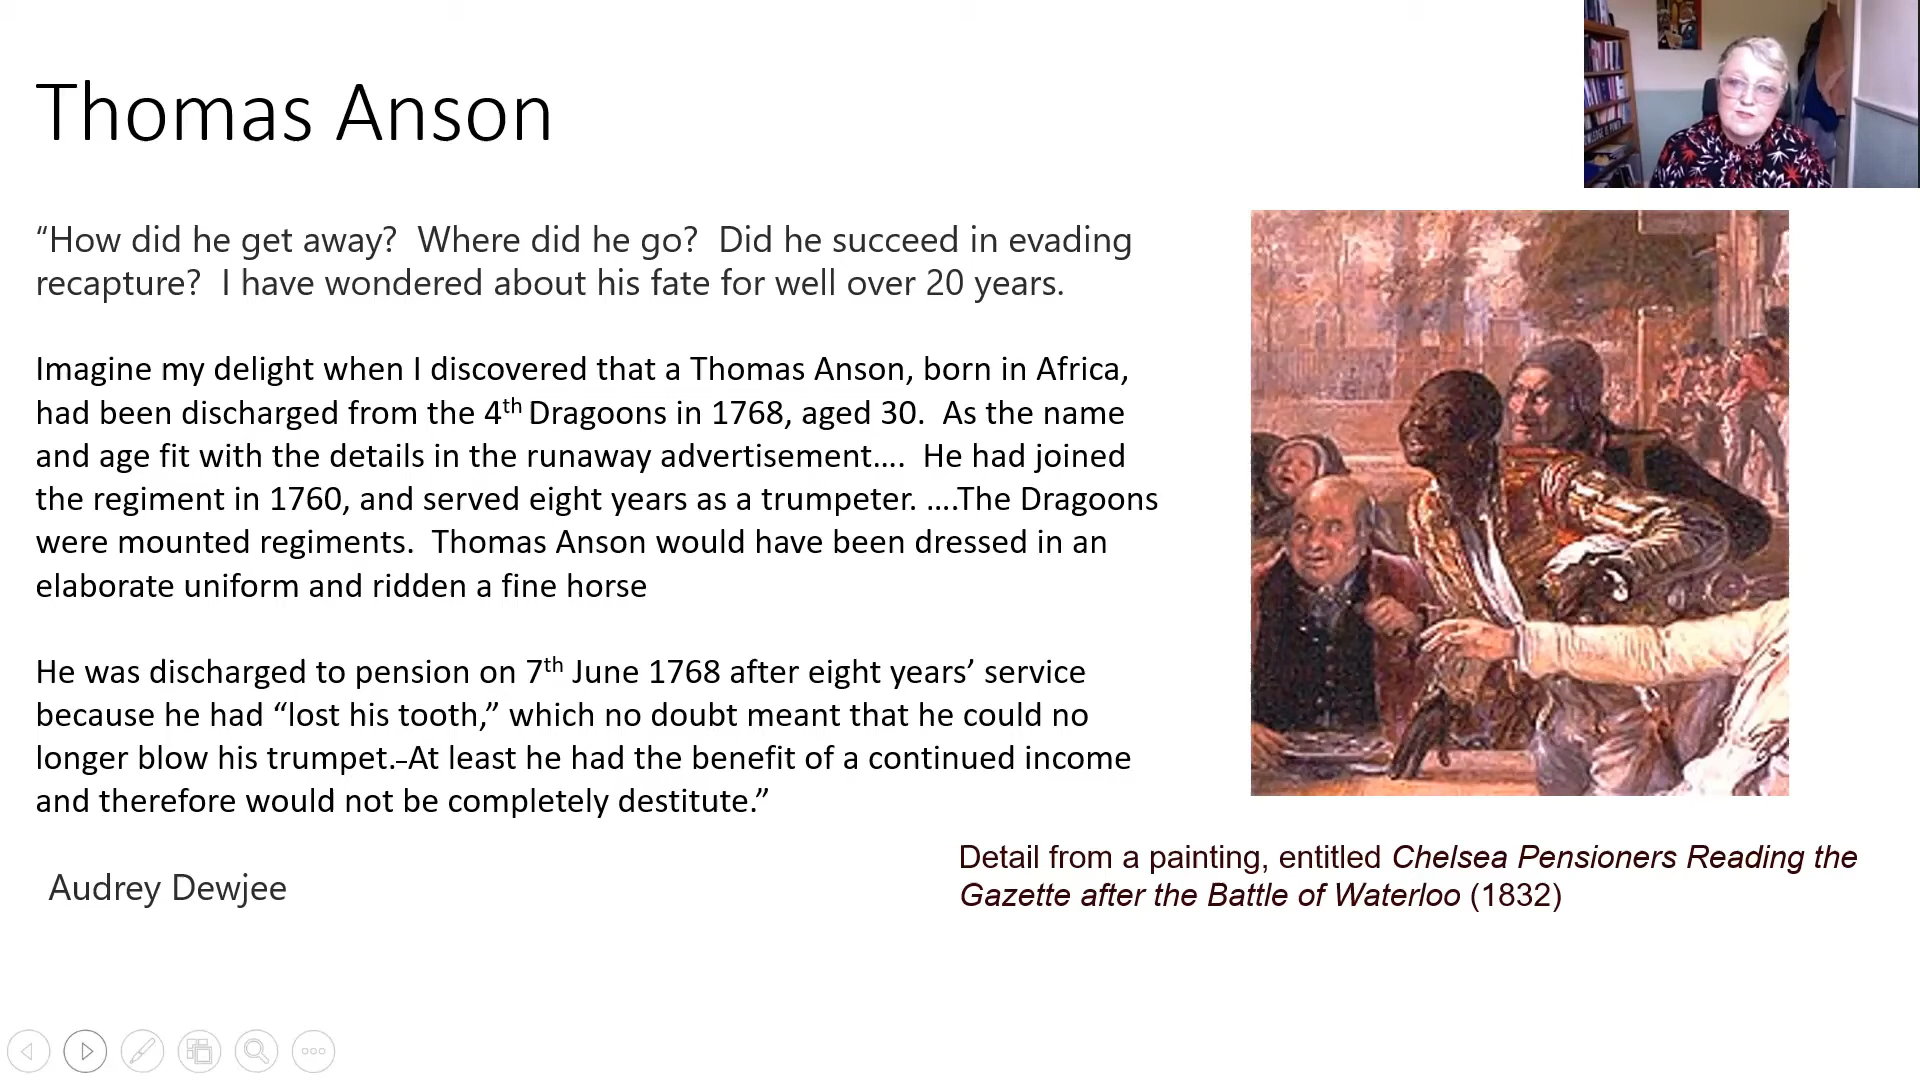 Thomas Anson
“How did he get away?  Where did he go?  Did he succeed in evading
recapture?  I have wondered about his fate for well over 20 years.
Imagine my delight when I discovered that a Thomas Anson, born in Africa,
had been discharged from the 4th Dragoons in 1768, aged 30.  As the name
and age fit with the details in the runaway advertisement….  He had joined
the regiment in 1760, and served eight years as a trumpeter. ….The Dragoons
were mounted regiments.  Thomas Anson would have been dressed in an
elaborate uniform and ridden a fine horse
He was discharged to pension on 7th June 1768 after eight years’ service
because he had “lost his tooth,” which no doubt meant that he could no
longer blow his trumpet. At least he had the benefit of a continued income
and therefore would not be completely destitute.”
Audrey Dewjee
Detail from a painting, entitled Chelsea Pensioners Reading the
Gazette after the Battle of Waterloo (1832)